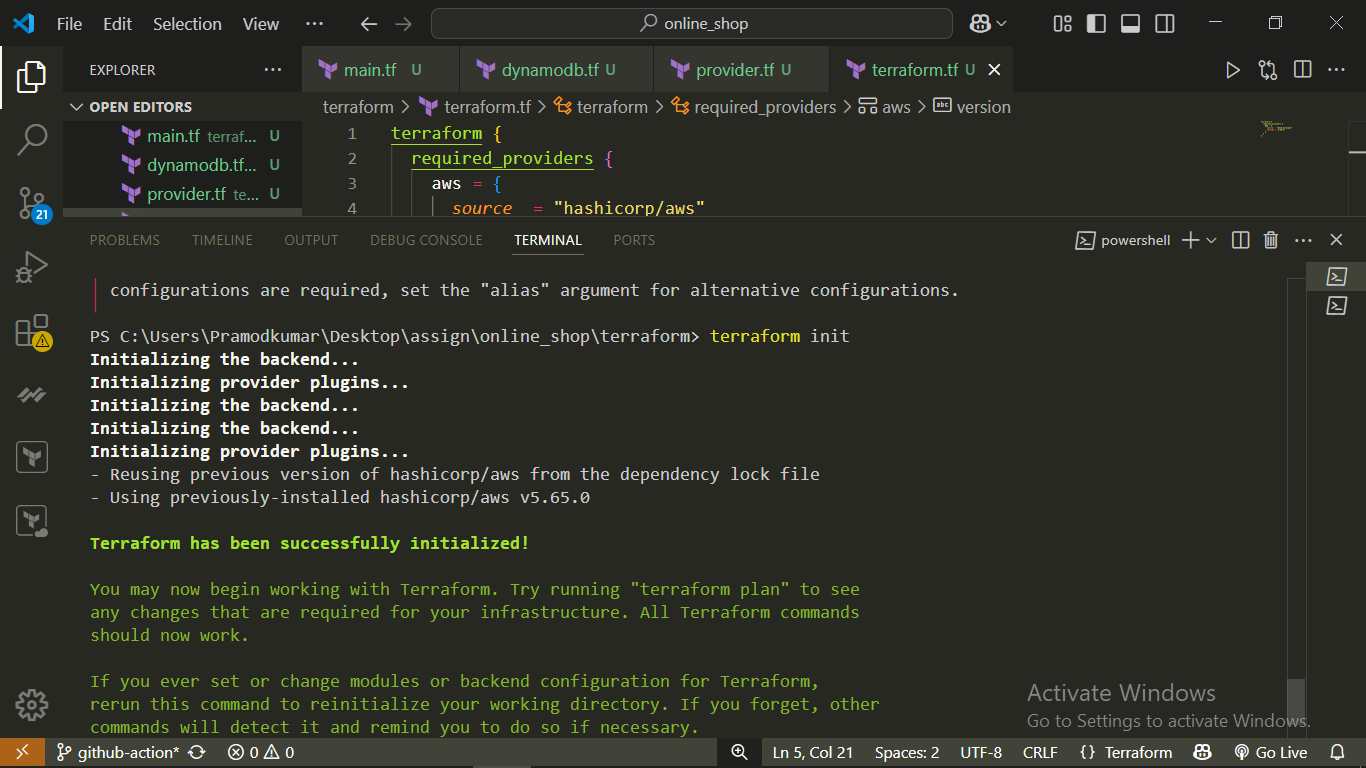 File Edit Selection View ··· online_shop
EXPLORER ···
main.tf U dynamodb.tf U provider.tf U terraform.tf U
OPEN EDITORS
main.tf terraf... U
dynamodb.tf... U
provider.tf te... U
terraform > terraform.tf > terraform > required_providers > aws > abc version
1 terraform {
2 required_providers {
3 aws = {
4 source = "hashicorp/aws"
21
PROBLEMS TIMELINE OUTPUT DEBUG CONSOLE TERMINAL PORTS powershell
configurations are required, set the "alias" argument for alternative configurations.
PS C:\Users\Pramodkumar\Desktop\assign\online_shop\terraform> terraform init
Initializing the backend...
Initializing provider plugins...
Initializing the backend...
Initializing the backend...
Initializing provider plugins...
- Reusing previous version of hashicorp/aws from the dependency lock file
- Using previously-installed hashicorp/aws v5.65.0
Terraform has been successfully initialized!
You may now begin working with Terraform. Try running "terraform plan" to see
any changes that are required for your infrastructure. All Terraform commands
should now work.
If you ever set or change modules or backend configuration for Terraform,
rerun this command to reinitialize your working directory. If you forget, other
commands will detect it and remind you to do so if necessary.
Activate Windows
Go to Settings to activate Windows.
github-action* 0 0 Ln 5, Col 21 Spaces: 2 UTF-8 CRLF {} Terraform Go Live